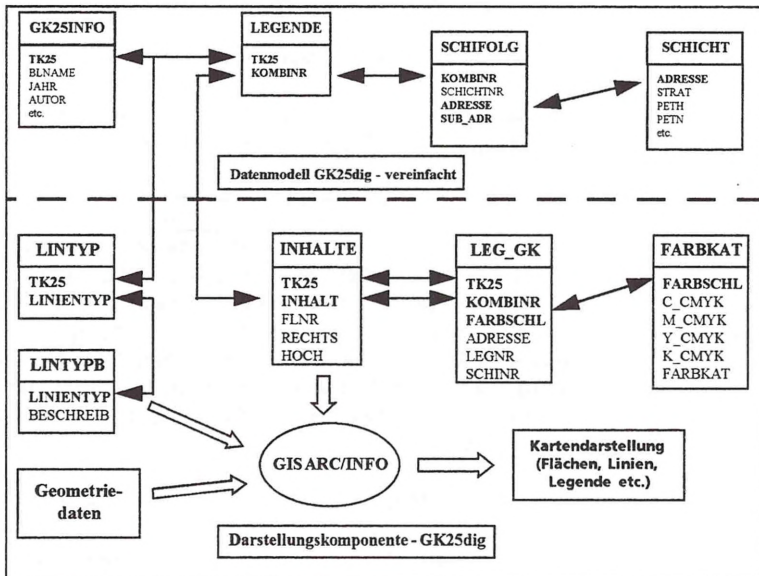 GK25INFO
TK25
BLNAME
JAHR
AUTOR
etc.
LEGENDE
TK25
KOMBINR
SCHIFOLG
KOMBINR
SCHICHTNR
ADRESSE
SUB_ADR
SCHICHT
ADRESSE
STRAT
PETH
PETN
etc.
Datenmodell GK25dig - vereinfacht
LINTYP
TK25
LINIENTYP
INHALTE
TK25
INHALT
FLNR
RECHTS
HOCH
LEG_GK
TK25
KOMBINR
FARBSCHL
ADRESSE
LEGNR
SCHINR
FARBKAT
FARBSCHL
C_CMYK
M_CMYK
Y_CMYK
K_CMYK
FARBKAT
LINTYPB
LINIENTYP
BESCHREIB
Geometrie-
daten
GIS ARC/INFO
Kartendarstellung
(Flächen, Linien,
Legende etc.)
Darstellungskomponente - GK25dig